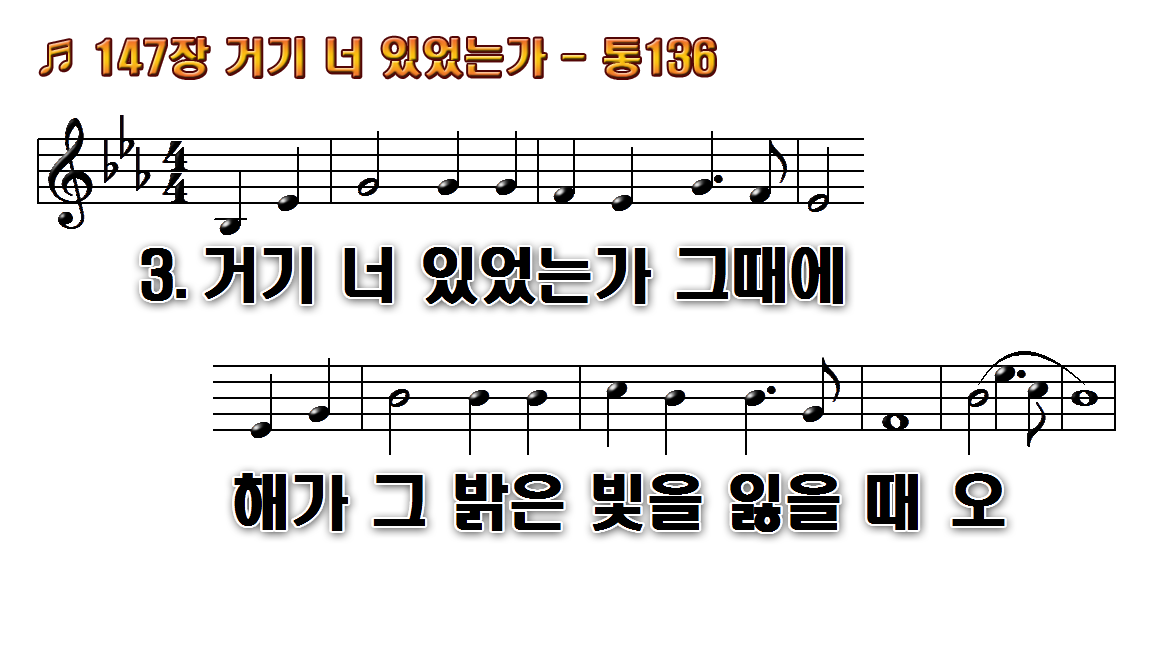 147장 거기 너 있었는가 - 통136
3. 거기 너 있었는가 그때에
해가 그 밝은 빛을 잃을 때 오